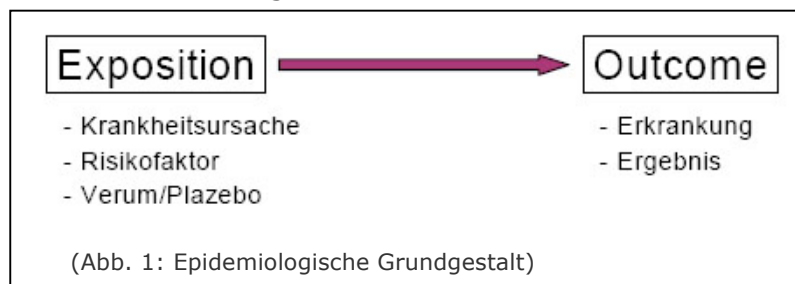 Exposition
Outcome
- Krankheitsursache
- Risikofaktor
- Verum/Plazebo
- Erkrankung
- Ergebnis
(Abb. 1: Epidemiologische Grundgestalt)